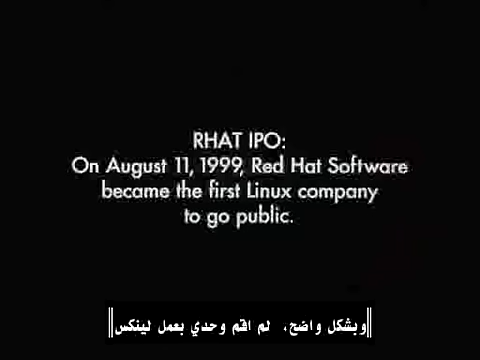 RHAT IPO:
On August 11, 1999, Red Hat Software
became the first Linux company
to go public.
وبشكل واضح، لم اقم وحدي بعمل لينكس